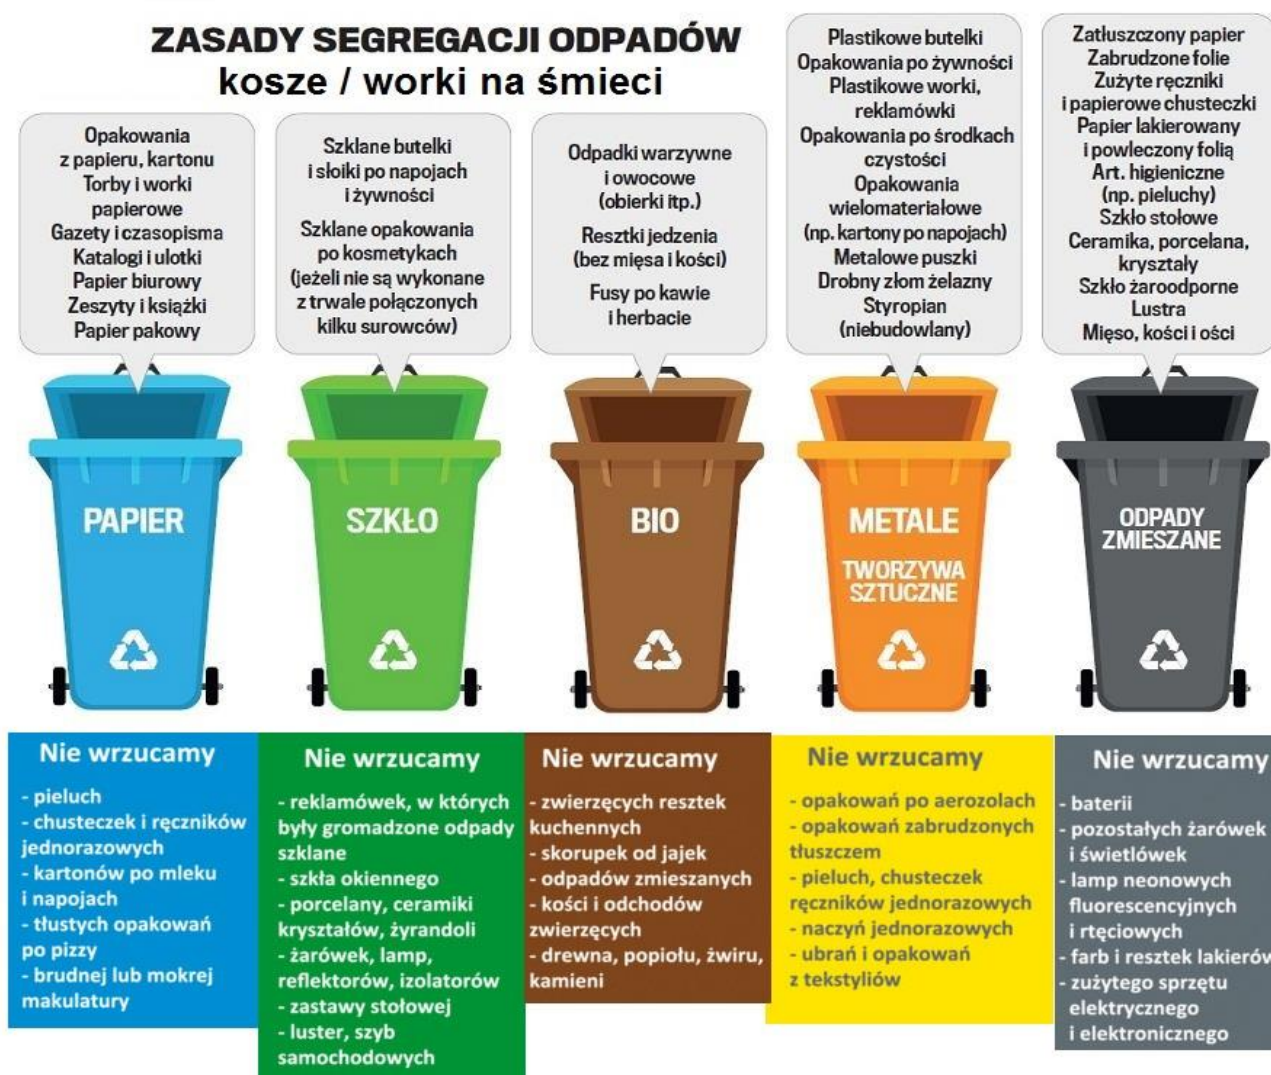 ZASADY SEGREGACJI ODPADÓW
kosze / worki na śmieci
Opakowania
z papieru, kartonu
Torby i worki
papierowe
Gazety i czasopisma
Katalogi i ulotki
Papier biurowy
Zeszyty i książki
Papier pakowy
Szklane butelki
i słoiki po napojach
i żywności
Szklane opakowania
po kosmetykach
(jeżeli nie są wykonane
z trwale połączonych
kilku surowców)
Odpadki warzywne
i owocowe
(obierki itp.)
Resztki jedzenia
(bez mięsa i kości)
Fusy po kawie
i herbacie
Plastikowe butelki
Opakowania po żywności
Plastikowe worki,
reklamówki
Opakowania po środkach
czystości
Opakowania
wielomateriałowe
(np. kartony po napojach)
Metalowe puszki
Drobny złom żelazny
Styropian
(niebudowlany)
Zatłuszczony papier
Zabrudzone folie
Zużyte ręczniki
i papierowe chusteczki
Papier lakierowany
i powleczony folią
Art. higieniczne
(np. pieluchy)
Szkło stołowe
Ceramika, porcelana,
kryształy
Szkło żaroodporne
Lustra
Mięso, kości i ości
PAPIER
SZKŁO
BIO
METALE
TWORZYWA
SZTUCZNE
ODPADY
ZMIESZANE
Nie wrzucamy
- pieluch
- chusteczek i ręczników
jednorazowych
- kartonów po mleku
i napojach
- tłustych opakowań
po pizzy
- brudnej lub mokrej
makulatury
Nie wrzucamy
- reklamówek, w których
były gromadzone odpady
szklane
- szkła okiennego
- porcelany, ceramiki
kryształów, żyrandoli
- żarówek, lamp,
reflektorów, izolatorów
- zastawy stołowej
- luster, szyb
samochodowych
Nie wrzucamy
- zwierzęcych resztek
kuchennych
- skorupek od jajek
- odpadów zmieszanych
- kości i odchodów
zwierzęcych
- drewna, popiołu, żwiru,
kamieni
Nie wrzucamy
- opakowań po aerozolach
- opakowań zabrudzonych
tłuszczem
- pieluch, chusteczek
ręczników jednorazowych
- naczyń jednorazowych
- ubrań i opakowań
z tekstyliów
Nie wrzucamy
- baterii
- pozostałych żarówek
i świetlówek
- lamp neonowych
fluorescencyjnych
i rtęciowych
- farb i resztek lakierów
- zużytego sprzętu
elektrycznego
i elektronicznego